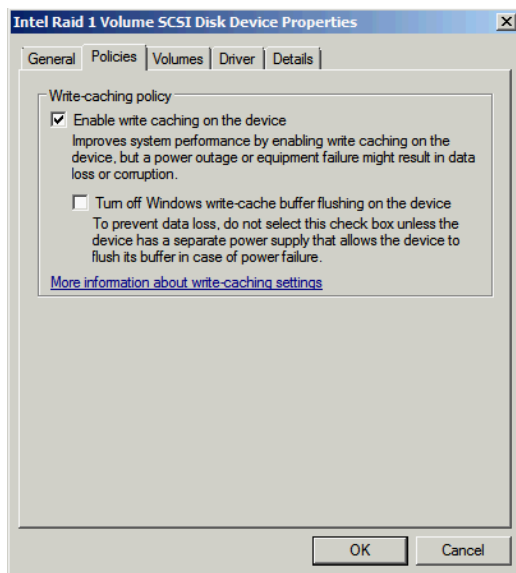 Intel Raid 1 Volume SCSI Disk Device Properties
General Policies Volumes Driver Details
Write-caching policy
Enable write caching on the device
Improves system performance by enabling write caching on the
device, but a power outage or equipment failure might result in data
loss or corruption.
Turn off Windows write-cache buffer flushing on the device
To prevent data loss, do not select this check box unless the
device has a separate power supply that allows the device to
flush its buffer in case of power failure.
More information about write-caching settings
OK Cancel